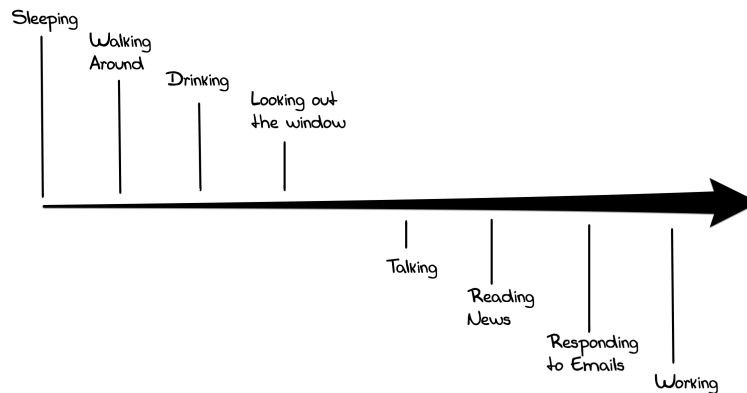 Sleeping
Walking
Around
Drinking
Looking out
the window
Talking
Reading
News
Responding
to Emails
Working